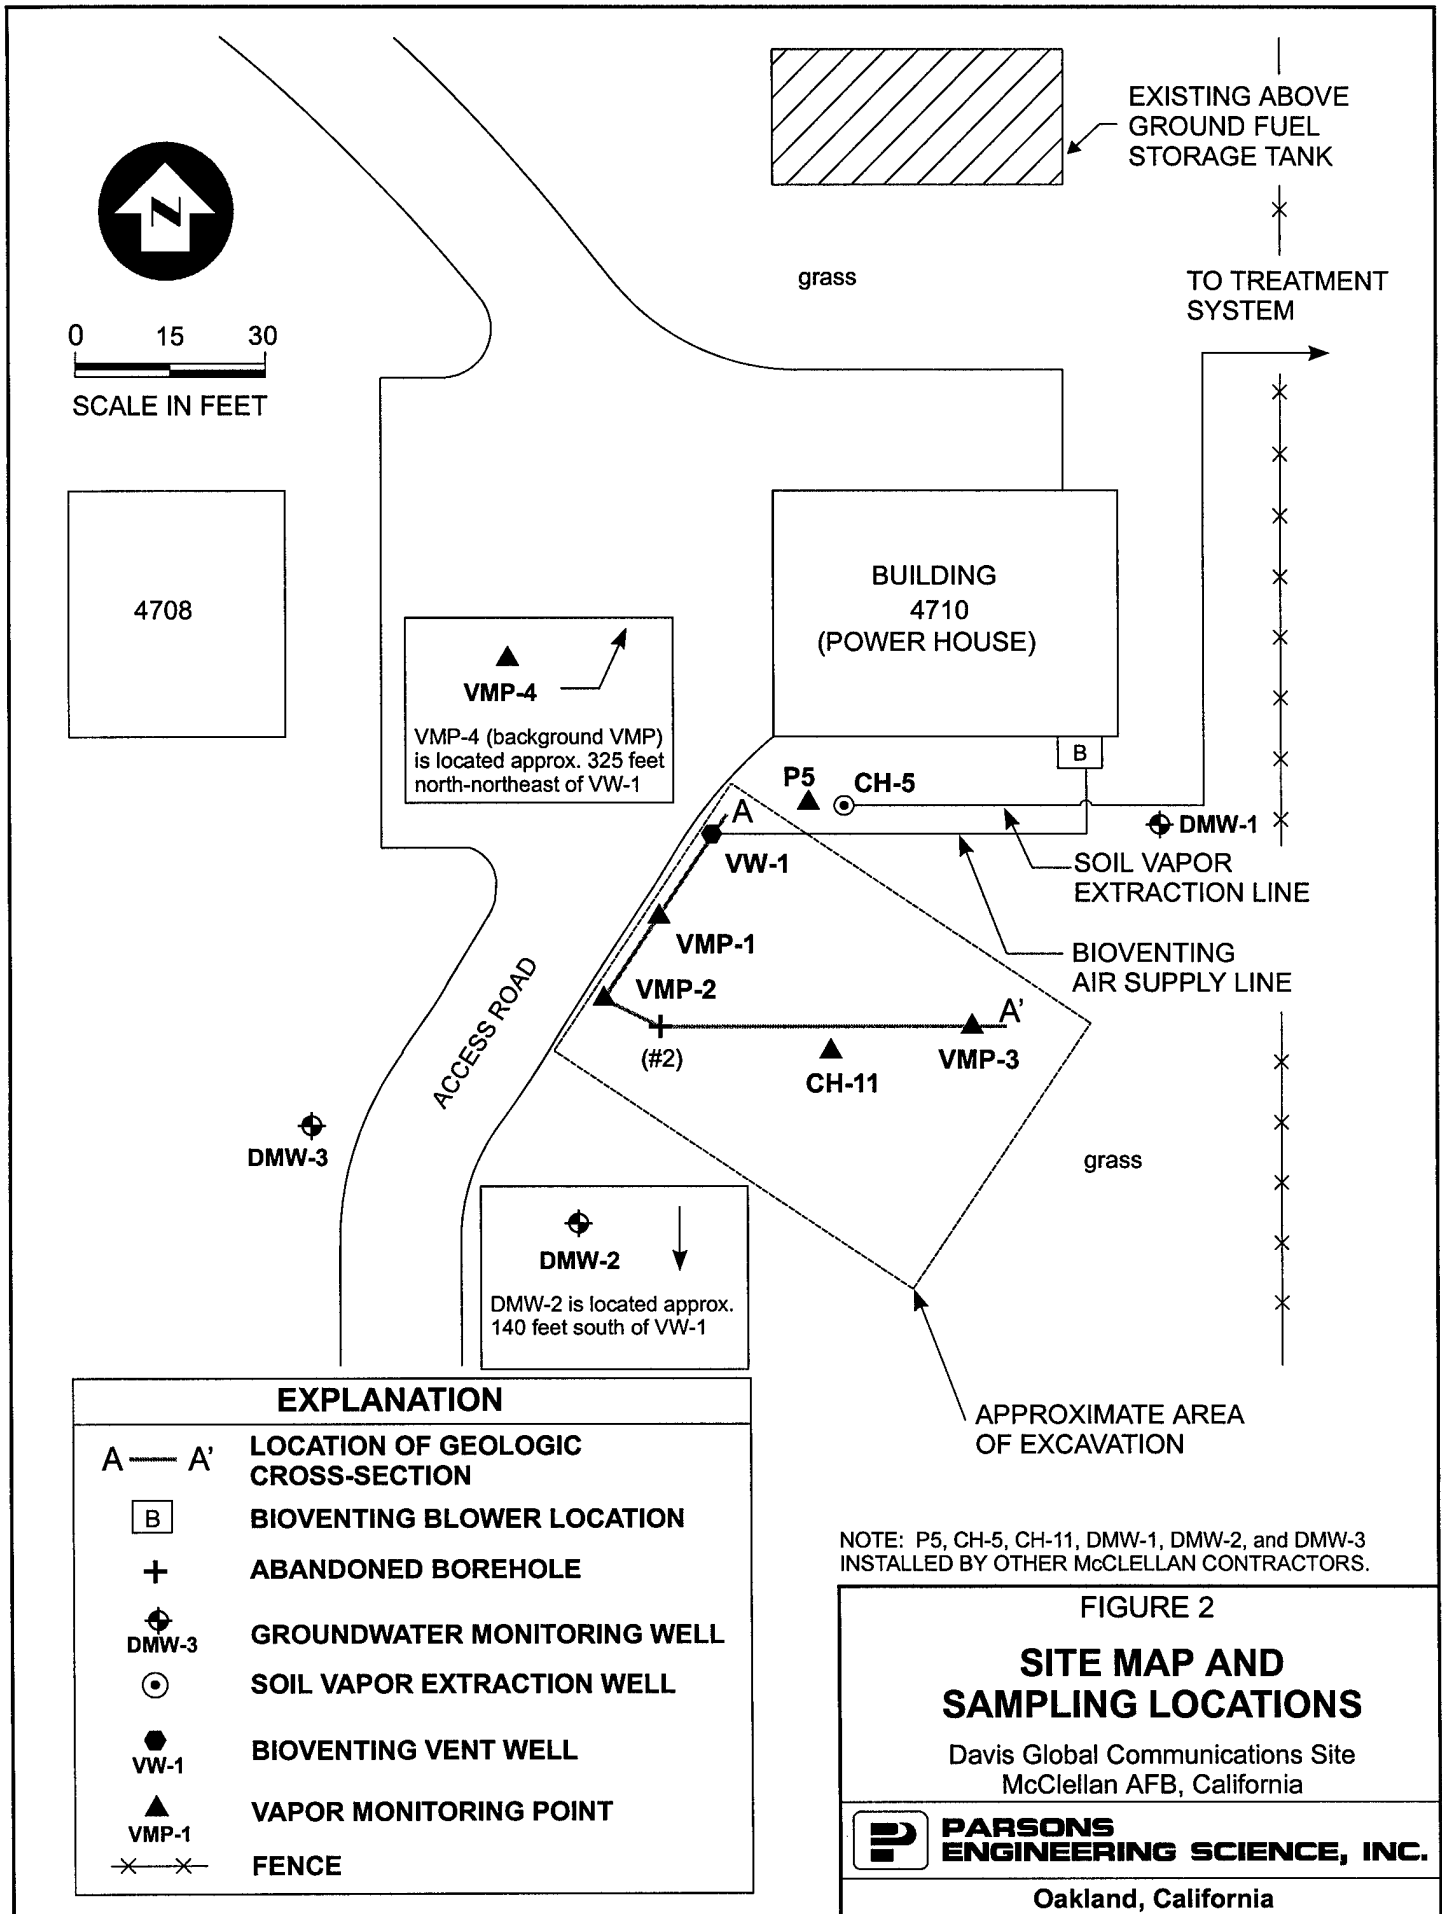 EXISTING ABOVE
GROUND FUEL
STORAGE TANK
N
grass
TO TREATMENT
SYSTEM
0 15 30
SCALE IN FEET
4708
BUILDING
4710
(POWER HOUSE)
VMP-4
VMP-4 (background VMP)
is located approx. 325 feet
north-northeast of VW-1
B
P5
CH-5
A
DMW-1
VW-1
SOIL VAPOR
EXTRACTION LINE
VMP-1
BIOVENTING
AIR SUPPLY LINE
VMP-2
ACCESS ROAD
A'
(#2)
VMP-3
CH-11
DMW-3
grass
DMW-2
DMW-2 is located approx.
140 feet south of VW-1
APPROXIMATE AREA
OF EXCAVATION
EXPLANATION
A A' LOCATION OF GEOLOGIC
CROSS-SECTION
B BIOVENTING BLOWER LOCATION
ABANDONED BOREHOLE
DMW-3 GROUNDWATER MONITORING WELL
SOIL VAPOR EXTRACTION WELL
VW-1 BIOVENTING VENT WELL
VMP-1 VAPOR MONITORING POINT
FENCE
NOTE: P5, CH-5, CH-11, DMW-1, DMW-2, and DMW-3
INSTALLED BY OTHER McCLELLAN CONTRACTORS.
FIGURE 2
SITE MAP AND
SAMPLING LOCATIONS
Davis Global Communications Site
McClellan AFB, California
PARSONS
ENGINEERING SCIENCE, INC.
Oakland, California